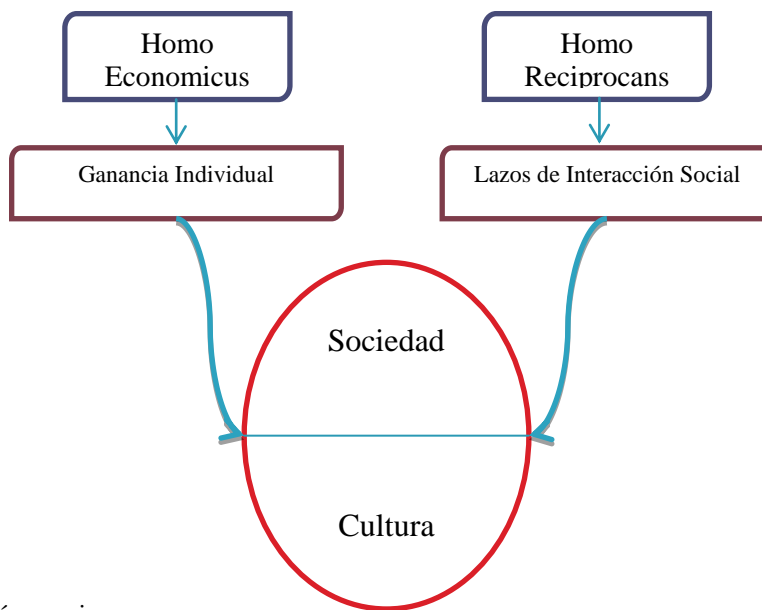 Homo
Economicus
Homo
Reciprocans
Ganancia Individual
Lazos de Interacción Social
Sociedad
Cultura